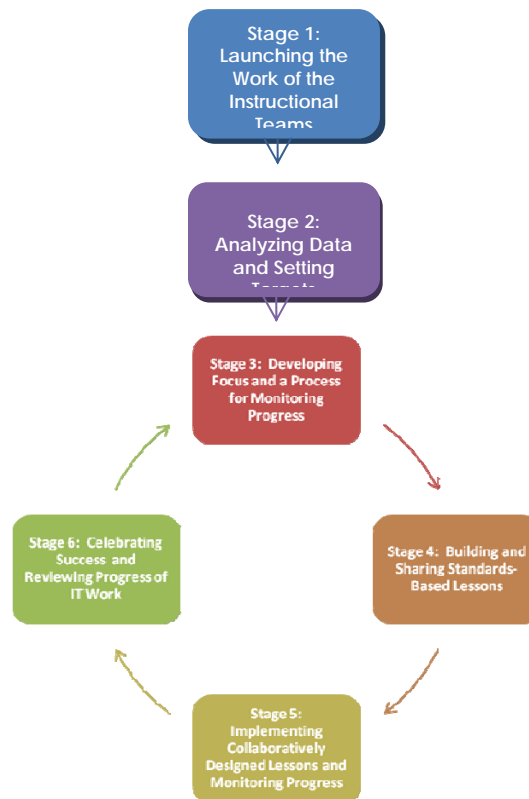 Stage 1:
Launching the
Work of the
Instructional
Teams
Stage 2:
Analyzing Data
and Setting
Targets
Stage 3: Developing
Focus and a Process
for Monitoring
Progress
Stage 6: Celebrating
Success and
Reviewing Progress of
IT Work
Stage 4: Building and
Sharing Standards-
Based Lessons
Stage 5:
Implementing
Collaboratively
Designed Lessons and
Monitoring Progress